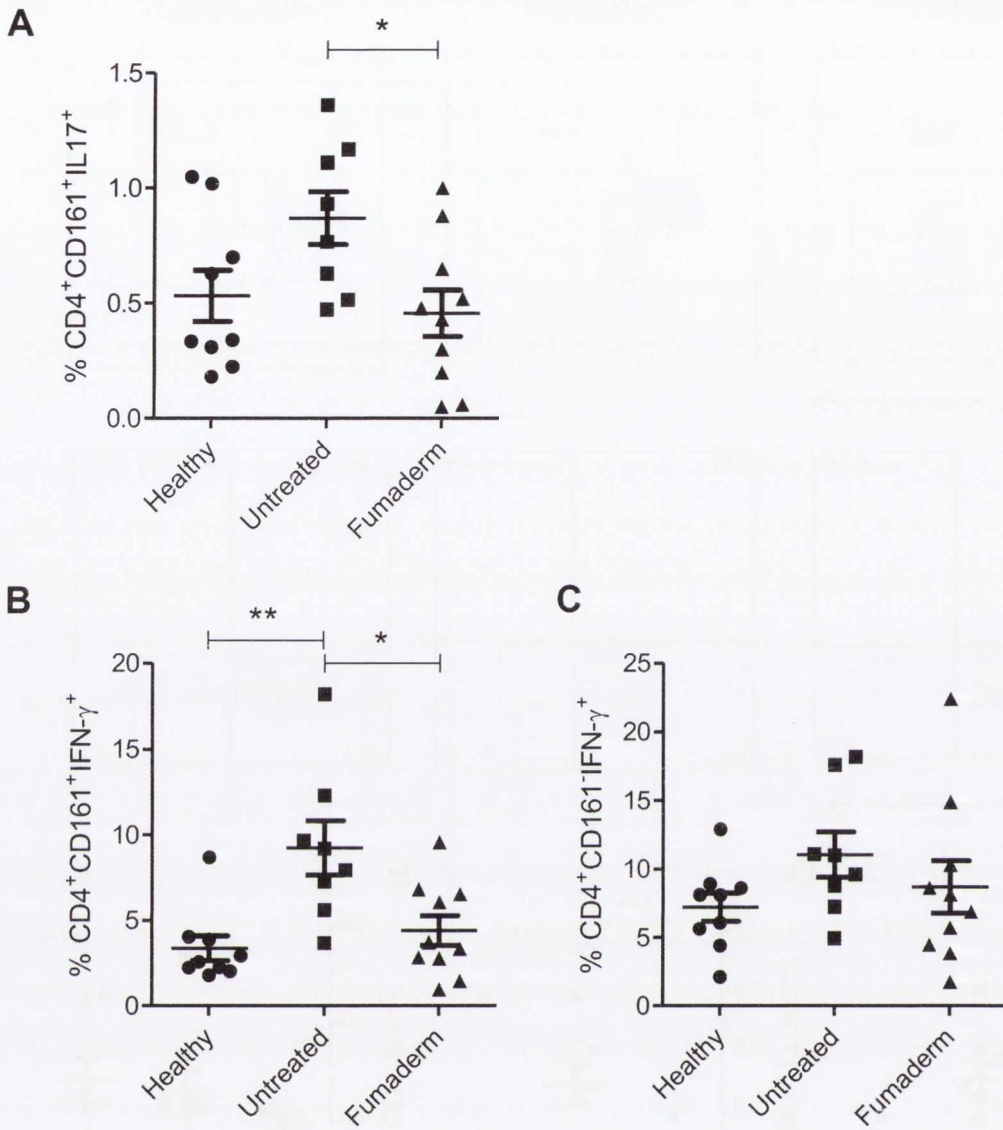 A
*
% CD4⁺CD161⁺IL17⁺
1.5
1.0
0.5
0.0
Healthy
Untreated
Fumaderm
B
**
*
% CD4⁺CD161⁺IFN-γ⁺
20
15
10
5
0
Healthy
Untreated
Fumaderm
C
% CD4⁺CD161⁻IFN-γ⁺
25
20
15
10
5
0
Healthy
Untreated
Fumaderm